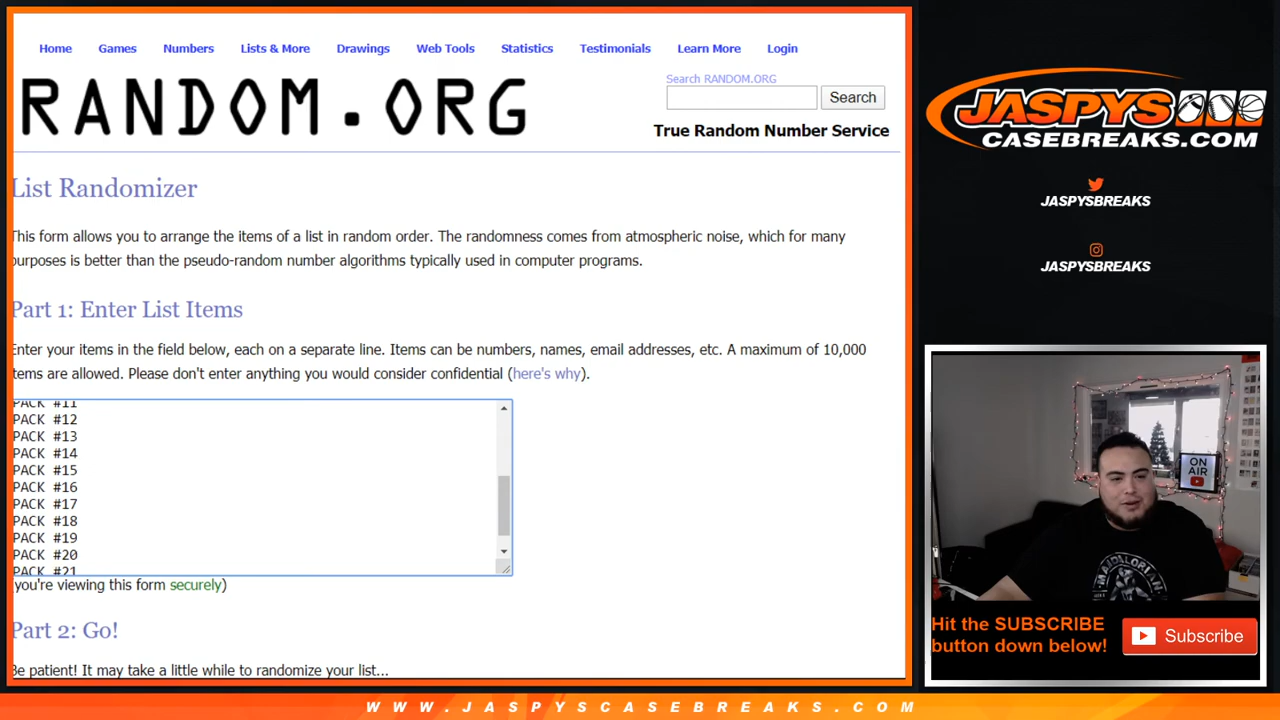 Home Games Numbers Lists & More Drawings Web Tools Statistics Testimonials Learn More Login
RANDOM.ORG
Search RANDOM.ORG
Search
True Random Number Service
List Randomizer
This form allows you to arrange the items of a list in random order. The randomness comes from atmospheric noise, which for many
purposes is better than the pseudo-random number algorithms typically used in computer programs.
Part 1: Enter List Items
Enter your items in the field below, each on a separate line. Items can be numbers, names, email addresses, etc. A maximum of 10,000
items are allowed. Please don't enter anything you would consider confidential (here's why).
PACK #11
PACK #12
PACK #13
PACK #14
PACK #15
PACK #16
PACK #17
PACK #18
PACK #19
PACK #20
PACK #21
you're viewing this form securely)
Part 2: Go!
Be patient! It may take a little while to randomize your list...
JASPYS
CASEBREAKS.COM
JASPYSBREAKS
JASPYSBREAKS
ON
AIR
MANDALORIAN
Hit the SUBSCRIBE
button down below!
Subscribe
WWW.JASPYSCASEBREAKS.COM